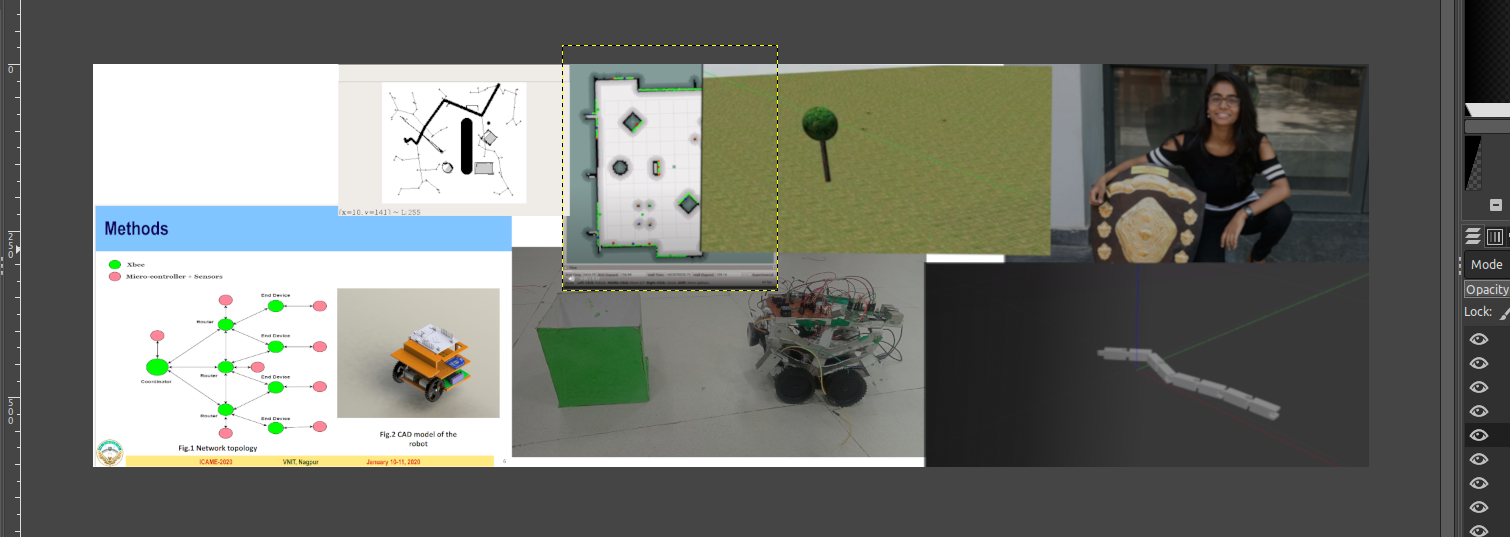 0
250
500
(x=10, y=141) ~ L:255
Methods
Xbee
Micro-controller + Sensors
End Device
Router
End Device
Coordinator
Router
End Device
Router
End Device
Fig.1 Network topology
Fig.2 CAD model of the
robot
ICAME-2020
VNIT, Nagpur
January 10-11, 2020
4
Mode
Opacity
Lock: